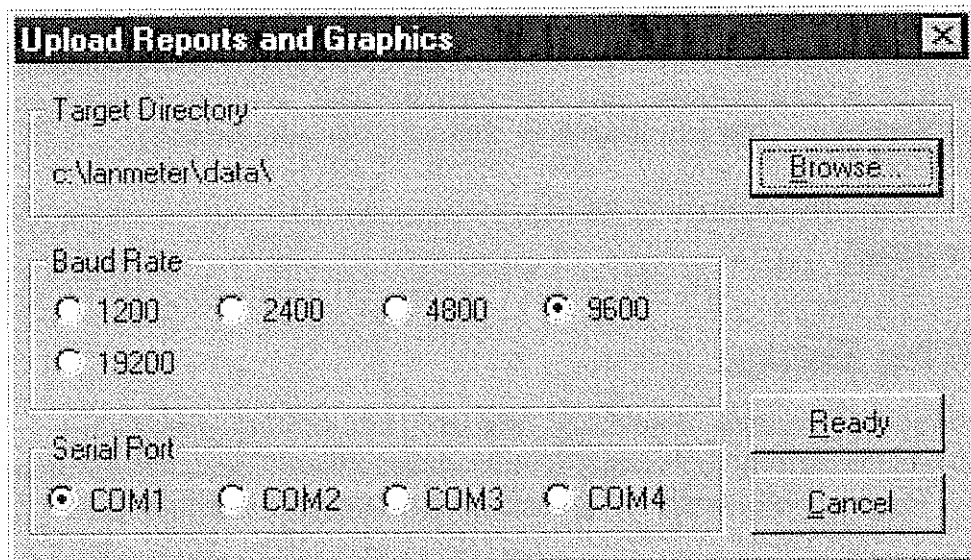 Upload Reports and Graphics
Target Directory
c:\lanmeter\data\
Browse...
Baud Rate
1200 2400 4800 9600
19200
Ready
Serial Port
COM1 COM2 COM3 COM4
Cancel